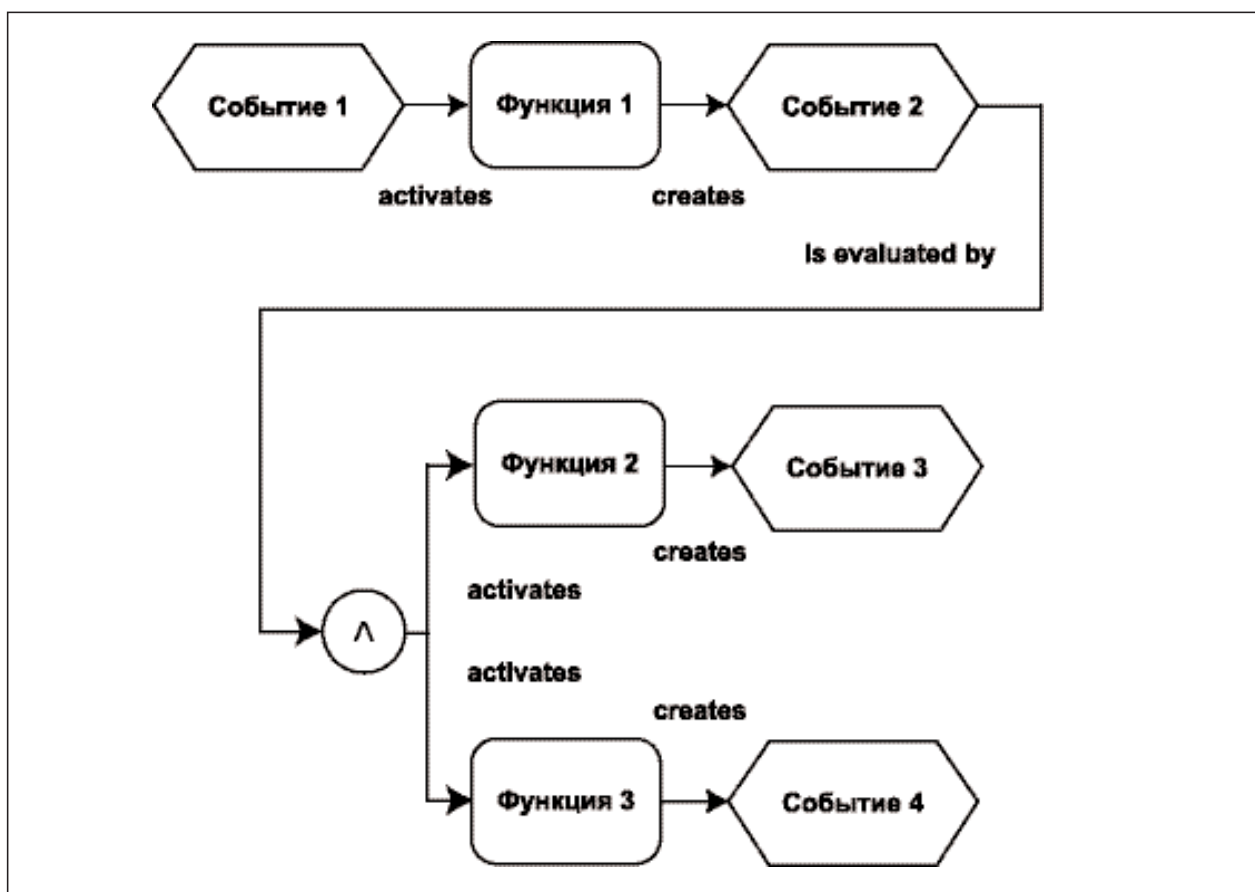 Событие 1
Функция 1
Событие 2
activates
creates
Is evaluated by
Функция 2
Событие 3
creates
activates
Λ
activates
creates
Функция 3
Событие 4